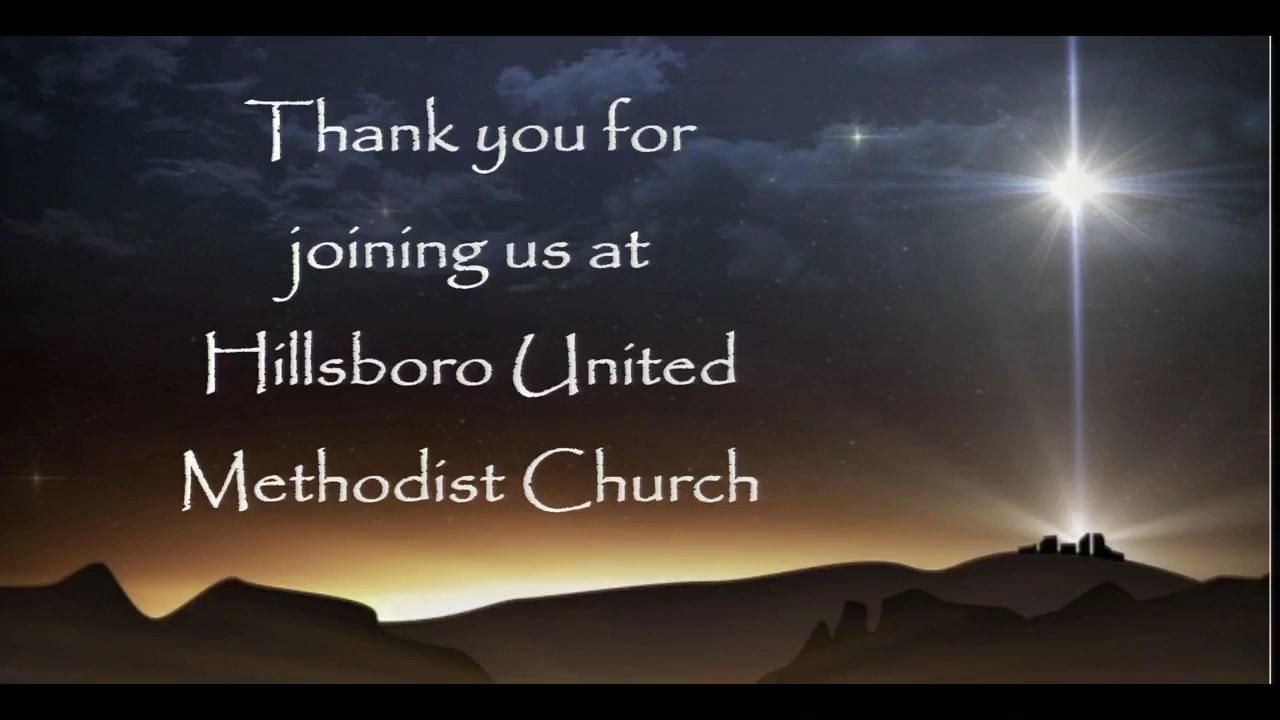 Thank you for
joining us at
Hillsboro United
Methodist Church